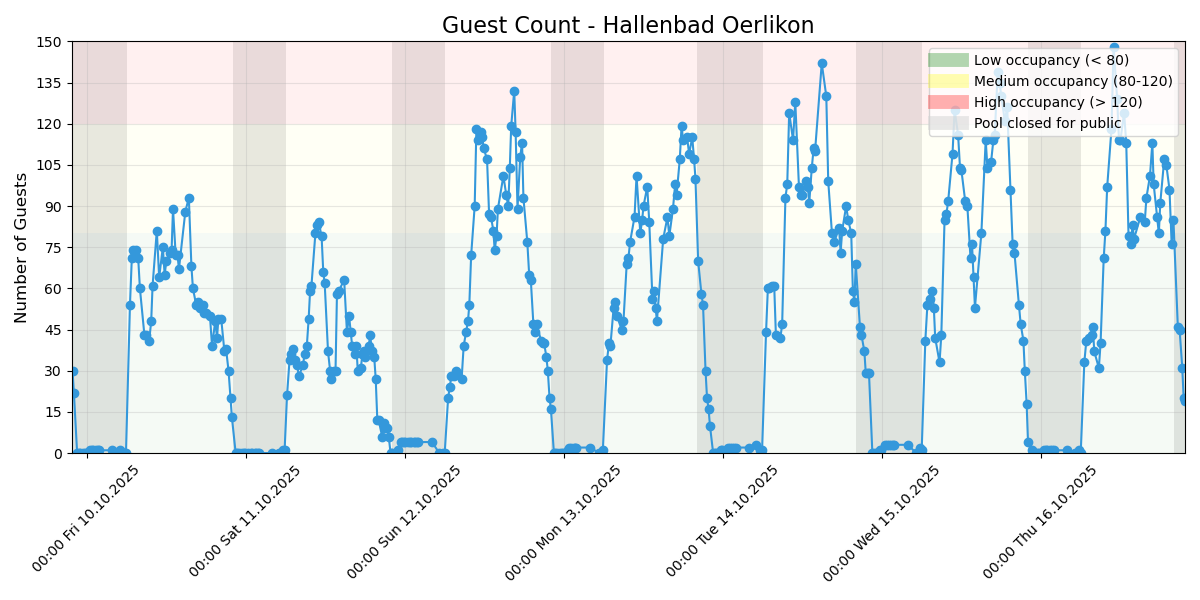 Guest Count - Hallenbad Oerlikon
Number of Guests
150
135
120
105
90
75
60
45
30
15
0
Low occupancy (< 80)
Medium occupancy (80-120)
High occupancy (> 120)
Pool closed for public
00:00 Fri 10.10.2025
00:00 Sat 11.10.2025
00:00 Sun 12.10.2025
00:00 Mon 13.10.2025
00:00 Tue 14.10.2025
00:00 Wed 15.10.2025
00:00 Thu 16.10.2025